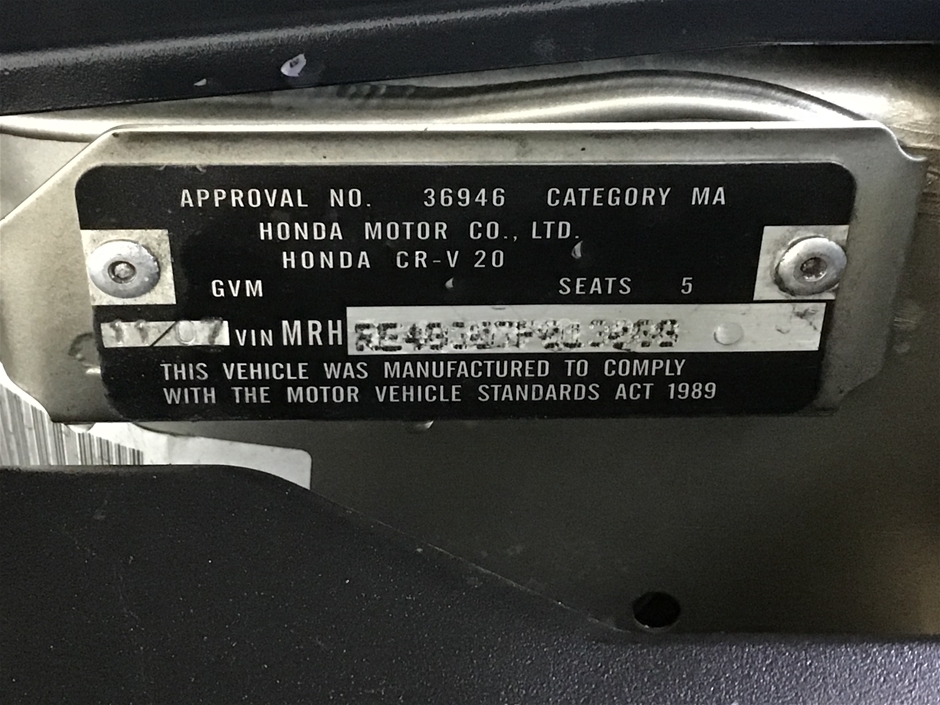 APPROVAL NO. 36946 CATEGORY MA
HONDA MOTOR CO., LTD.
HONDA CR-V 20
GVM SEATS 5
VIN MRH
THIS VEHICLE WAS MANUFACTURED TO COMPLY
WITH THE MOTOR VEHICLE STANDARDS ACT 1989